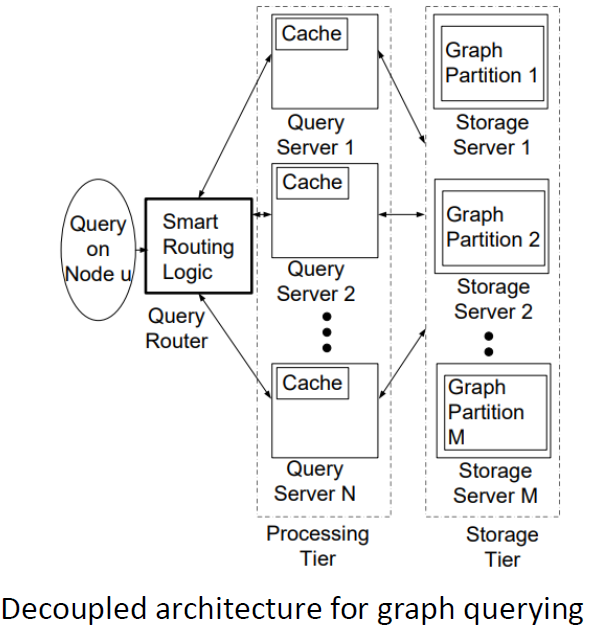 Cache
Query
Server 1
Graph
Partition 1
Storage
Server 1
Query
on
Node u
Smart
Routing
Logic
Query
Router
Cache
Query
Server 2
Graph
Partition 2
Storage
Server 2
Cache
Query
Server N
Graph
Partition
M
Storage
Server M
Processing
Tier
Storage
Tier
Decoupled architecture for graph querying